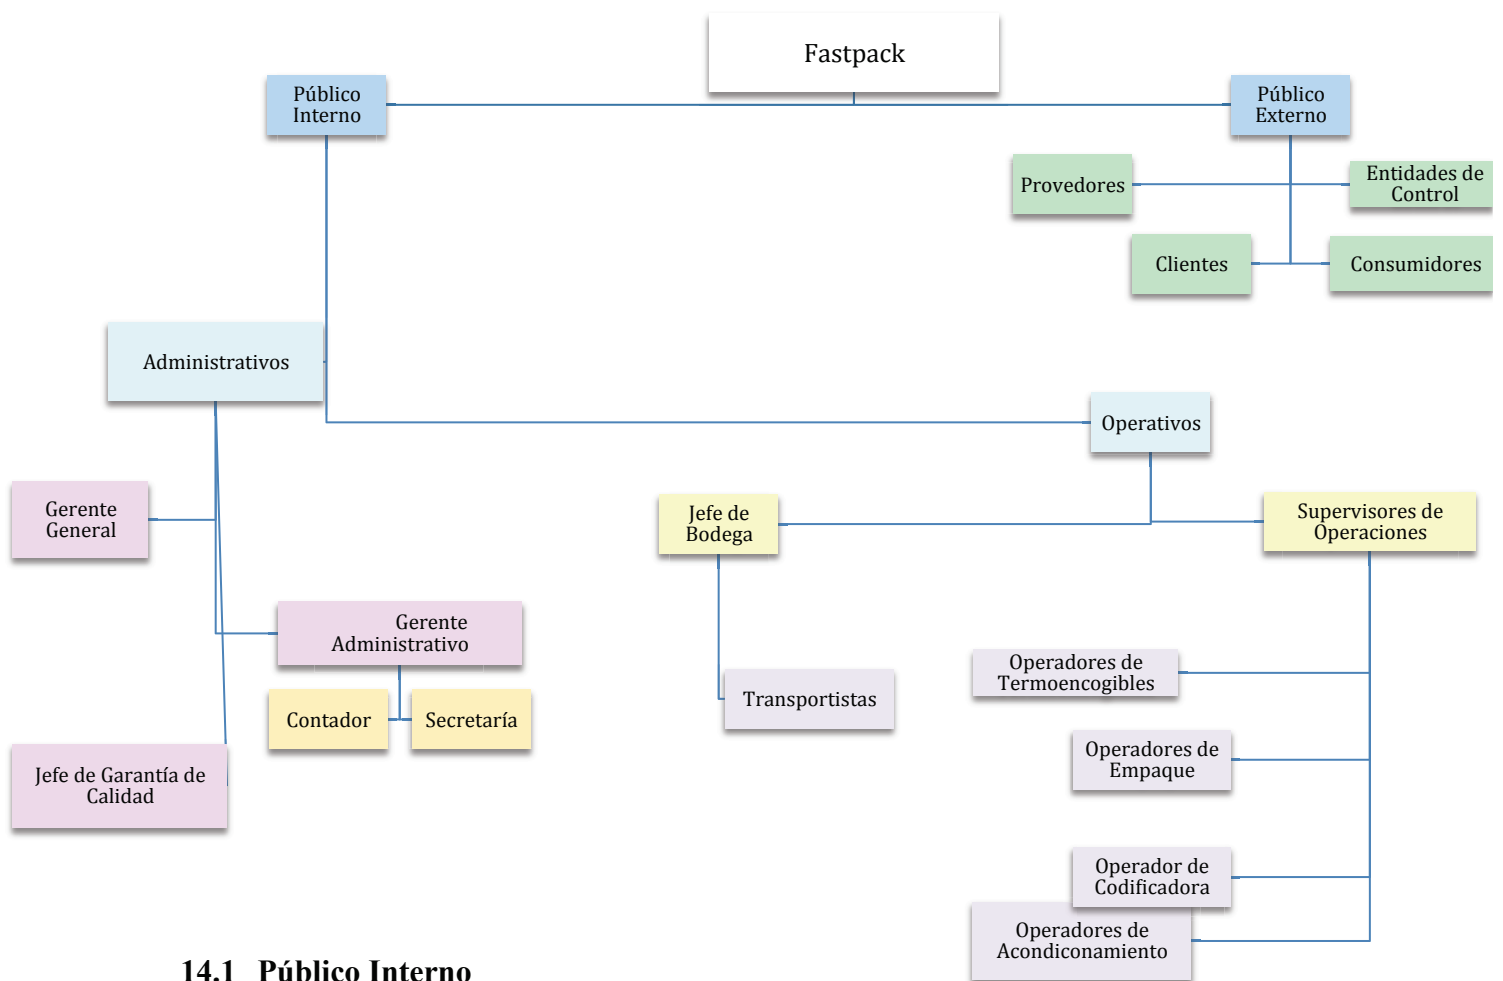 Fastpack
Público
Interno
Público
Externo
Provedores
Entidades de
Control
Clientes
Consumidores
Administrativos
Operativos
Gerente
General
Jefe de
Bodega
Supervisores de
Operaciones
Gerente
Administrativo
Contador
Secretaría
Transportistas
Operadores de
Termoencogibles
Jefe de Garantía de
Calidad
Operadores de
Empaque
Operador de
Codificadora
Operadores de
Acondiconamiento
14.1 Público Interno